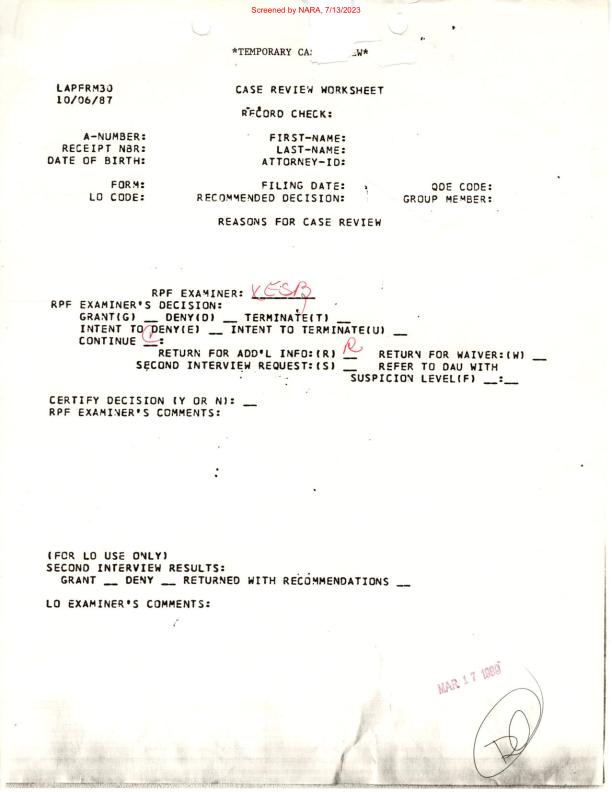 Screened by NARA, 7/13/2023
*TEMPORARY CA EW*
LAPFRM30 CASE REVIEW WORKSHEET
10/06/87
RECORD CHECK:
A-NUMBER: FIRST-NAME:
RECEIPT NBR: LAST-NAME:
DATE OF BIRTH: ATTORNEY-ID:
FORM: FILING DATE: QDE CODE:
LO CODE: RECOMMENDED DECISION: GROUP MEMBER:
REASONS FOR CASE REVIEW
RPF EXAMINER:
RPF EXAMINER'S DECISION:
GRANT(G) __ DENY(D) __ TERMINATE(T) __
INTENT TO DENY(E) __ INTENT TO TERMINATE(U) __
CONTINUE __:
RETURN FOR ADD'L INFO:(R) R RETURN FOR WAIVER:(W) __
SECOND INTERVIEW REQUEST:(S) __ REFER TO DAU WITH
SUSPICION LEVEL(F) __:__
CERTIFY DECISION (Y OR N): __
RPF EXAMINER'S COMMENTS:
(FOR LO USE ONLY)
SECOND INTERVIEW RESULTS:
GRANT __ DENY __ RETURNED WITH RECOMMENDATIONS __
LO EXAMINER'S COMMENTS:
MAR 17 1989